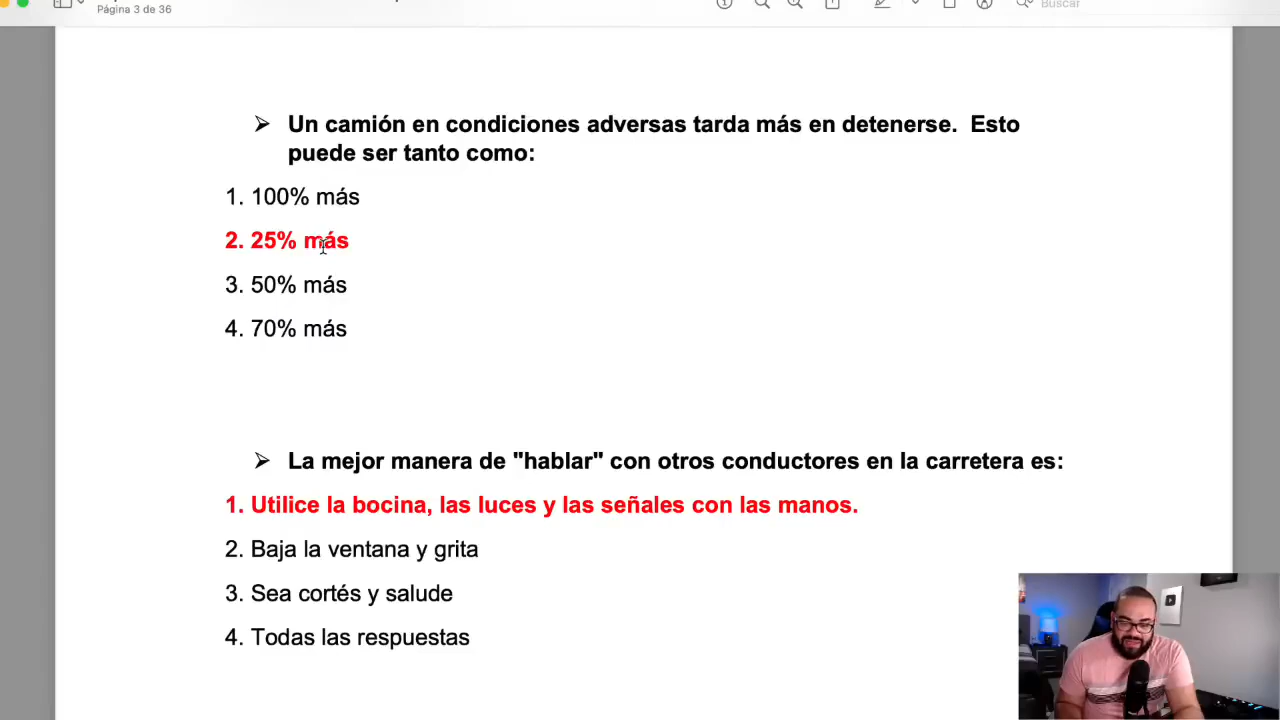 Página 3 de 36
Buscar
➢ Un camión en condiciones adversas tarda más en detenerse. Esto
puede ser tanto como:
1. 100% más
2. 25% más
3. 50% más
4. 70% más
➢ La mejor manera de "hablar" con otros conductores en la carretera es:
1. Utilice la bocina, las luces y las señales con las manos.
2. Baja la ventana y grita
3. Sea cortés y salude
4. Todas las respuestas